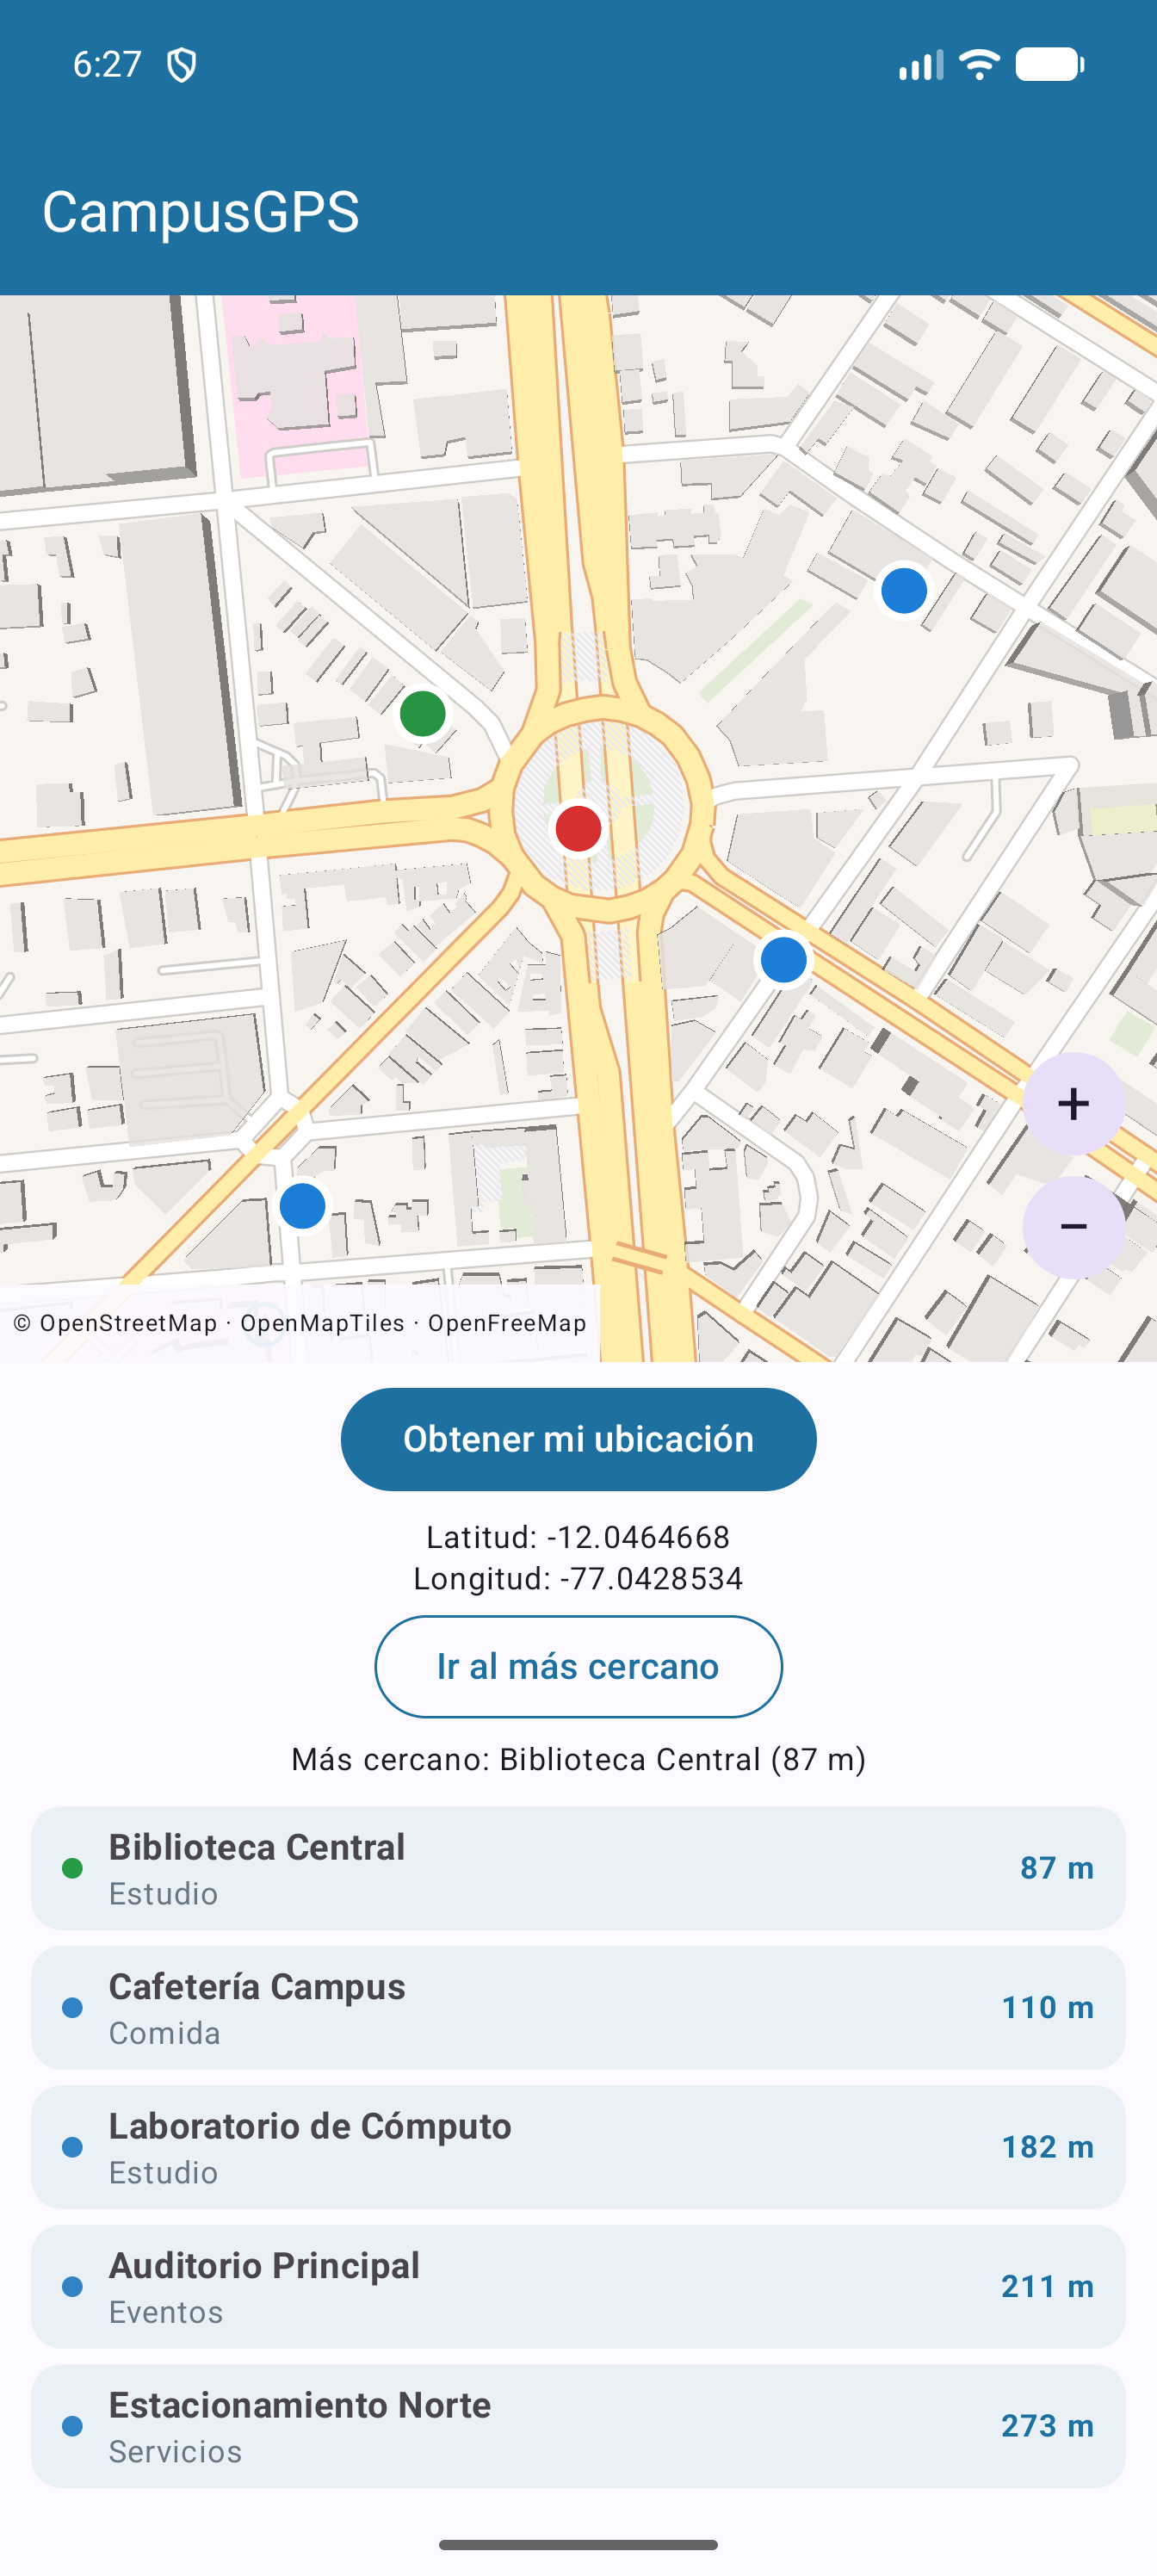 6:27
CampusGPS
+
−
© OpenStreetMap · OpenMapTiles · OpenFreeMap
Obtener mi ubicación
Latitud: -12.0464668
Longitud: -77.0428534
Ir al más cercano
Más cercano: Biblioteca Central (87 m)
Biblioteca Central
Estudio
87 m
Cafetería Campus
Comida
110 m
Laboratorio de Cómputo
Estudio
182 m
Auditorio Principal
Eventos
211 m
Estacionamiento Norte
Servicios
273 m